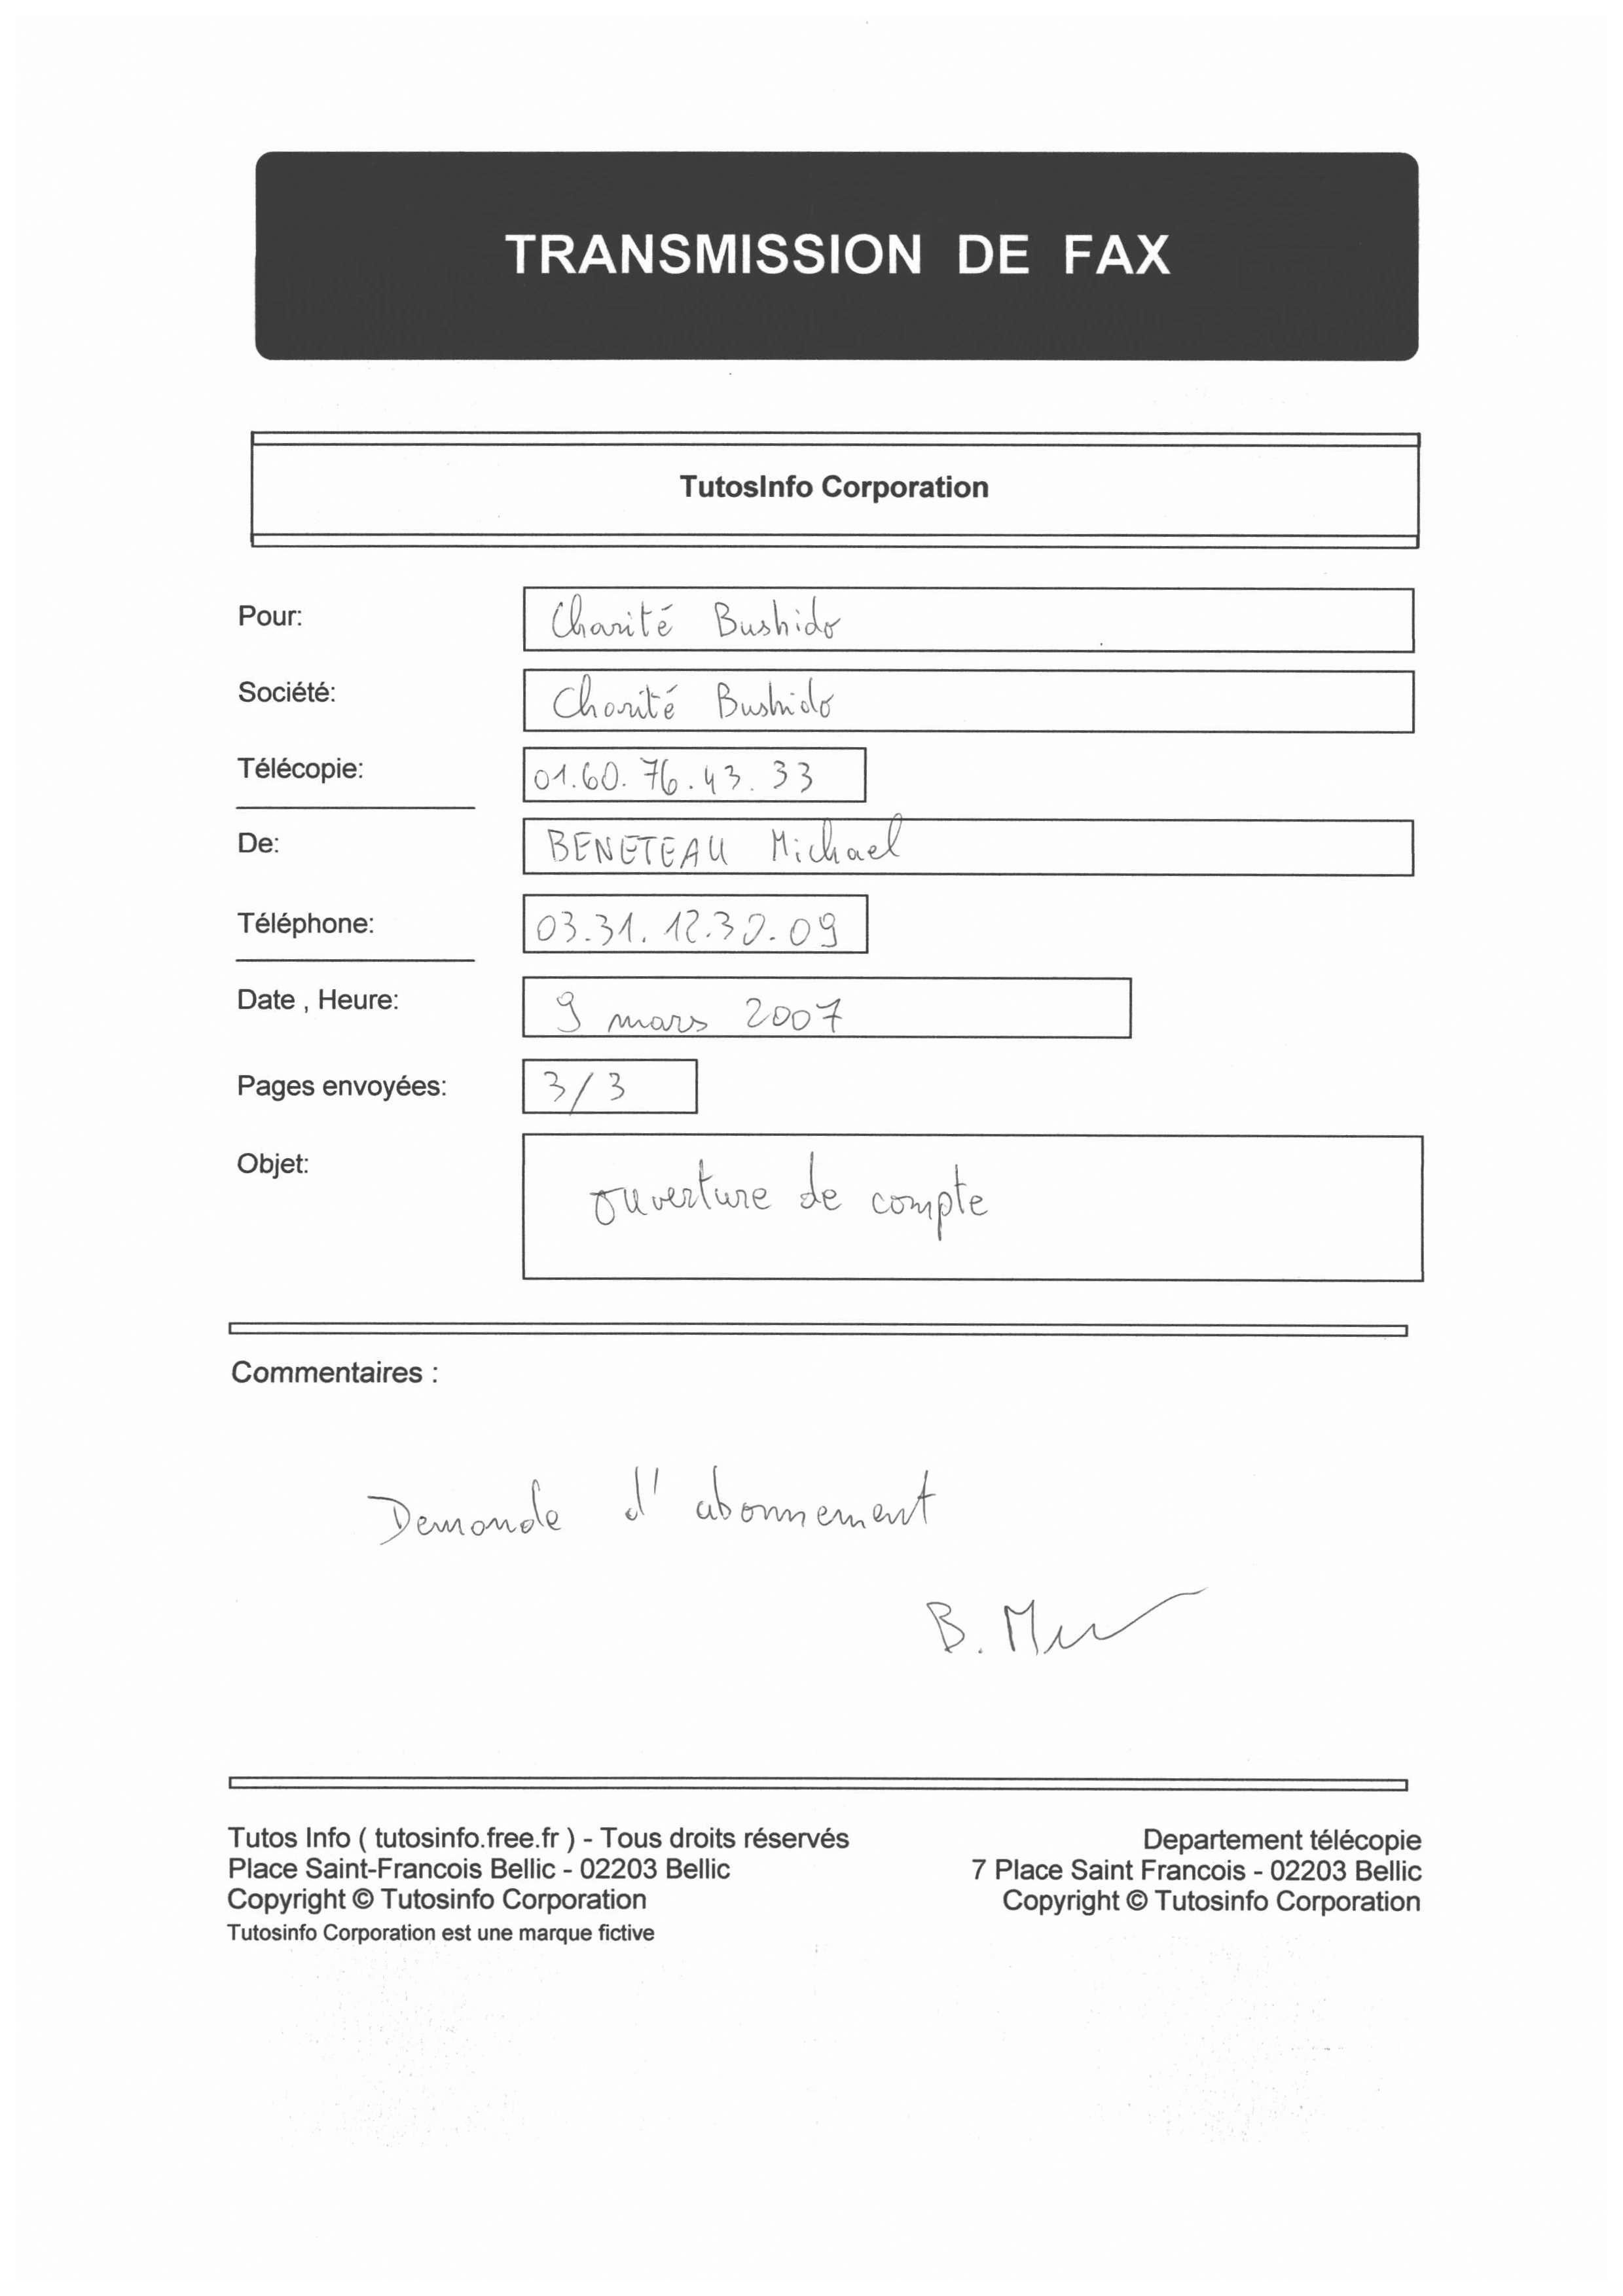 TRANSMISSION DE FAX
TutosInfo Corporation
Pour: Charité Bushido
Société: Charité Bushido
Télécopie: 01.60.76.43.33
De: BENETEAU Michael
Téléphone: 03.31.12.30.09
Date , Heure: 9 mars 2007
Pages envoyées: 3/3
Objet: ouverture de compte
Commentaires :
Demande d'abonnement
Tutos Info ( tutosinfo.free.fr ) - Tous droits réservés
Place Saint-Francois Bellic - 02203 Bellic
Copyright © Tutosinfo Corporation
Tutosinfo Corporation est une marque fictive
Departement télécopie
7 Place Saint Francois - 02203 Bellic
Copyright © Tutosinfo Corporation